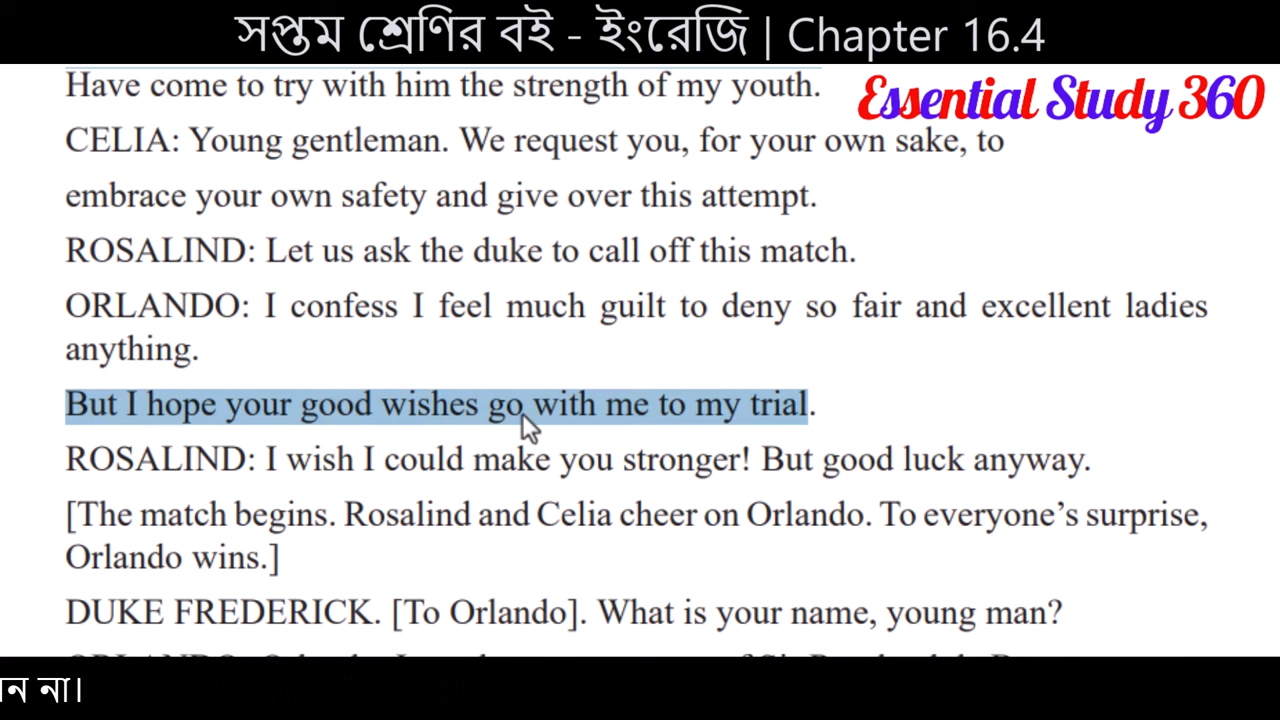 সপ্তম শ্রেণির বই - ইংরেজি | Chapter 16.4
Have come to try with him the strength of my youth.
Essential Study 360
CELIA: Young gentleman. We request you, for your own sake, to
embrace your own safety and give over this attempt.
ROSALIND: Let us ask the duke to call off this match.
ORLANDO: I confess I feel much guilt to deny so fair and excellent ladies
anything.
But I hope your good wishes go with me to my trial.
ROSALIND: I wish I could make you stronger! But good luck anyway.
[The match begins. Rosalind and Celia cheer on Orlando. To everyone’s surprise,
Orlando wins.]
DUKE FREDERICK. [To Orlando]. What is your name, young man?
না।